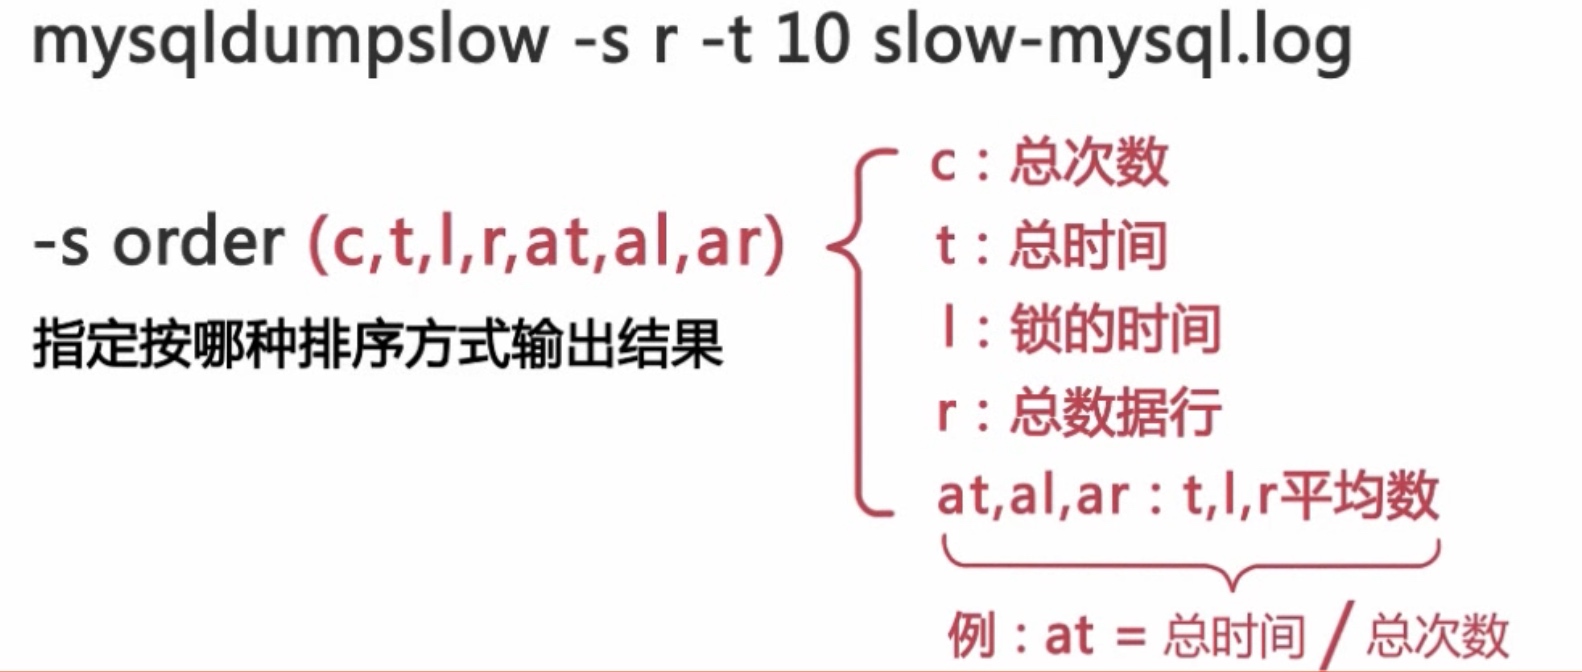 mysqldumpslow -s r -t 10 slow-mysql.log
-s order (c,t,l,r,at,al,ar)
指定按哪种排序方式输出结果
c：总次数
t：总时间
l：锁的时间
r：总数据行
at,al,ar：t,l,r平均数
例：at = 总时间 / 总次数